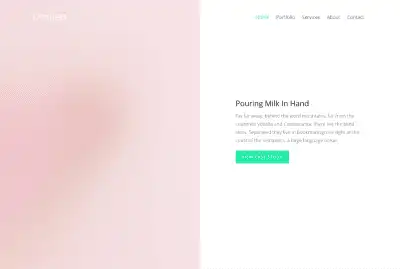 Home Portfolio Services About Contact
Pouring Milk In Hand
Far far away, behind the word mountains, far from the
countries Vokalia and Consonantia, there live the blind
texts. Separated they live in Bookmarksgrove right at the
coast of the Semantics, a large language ocean.